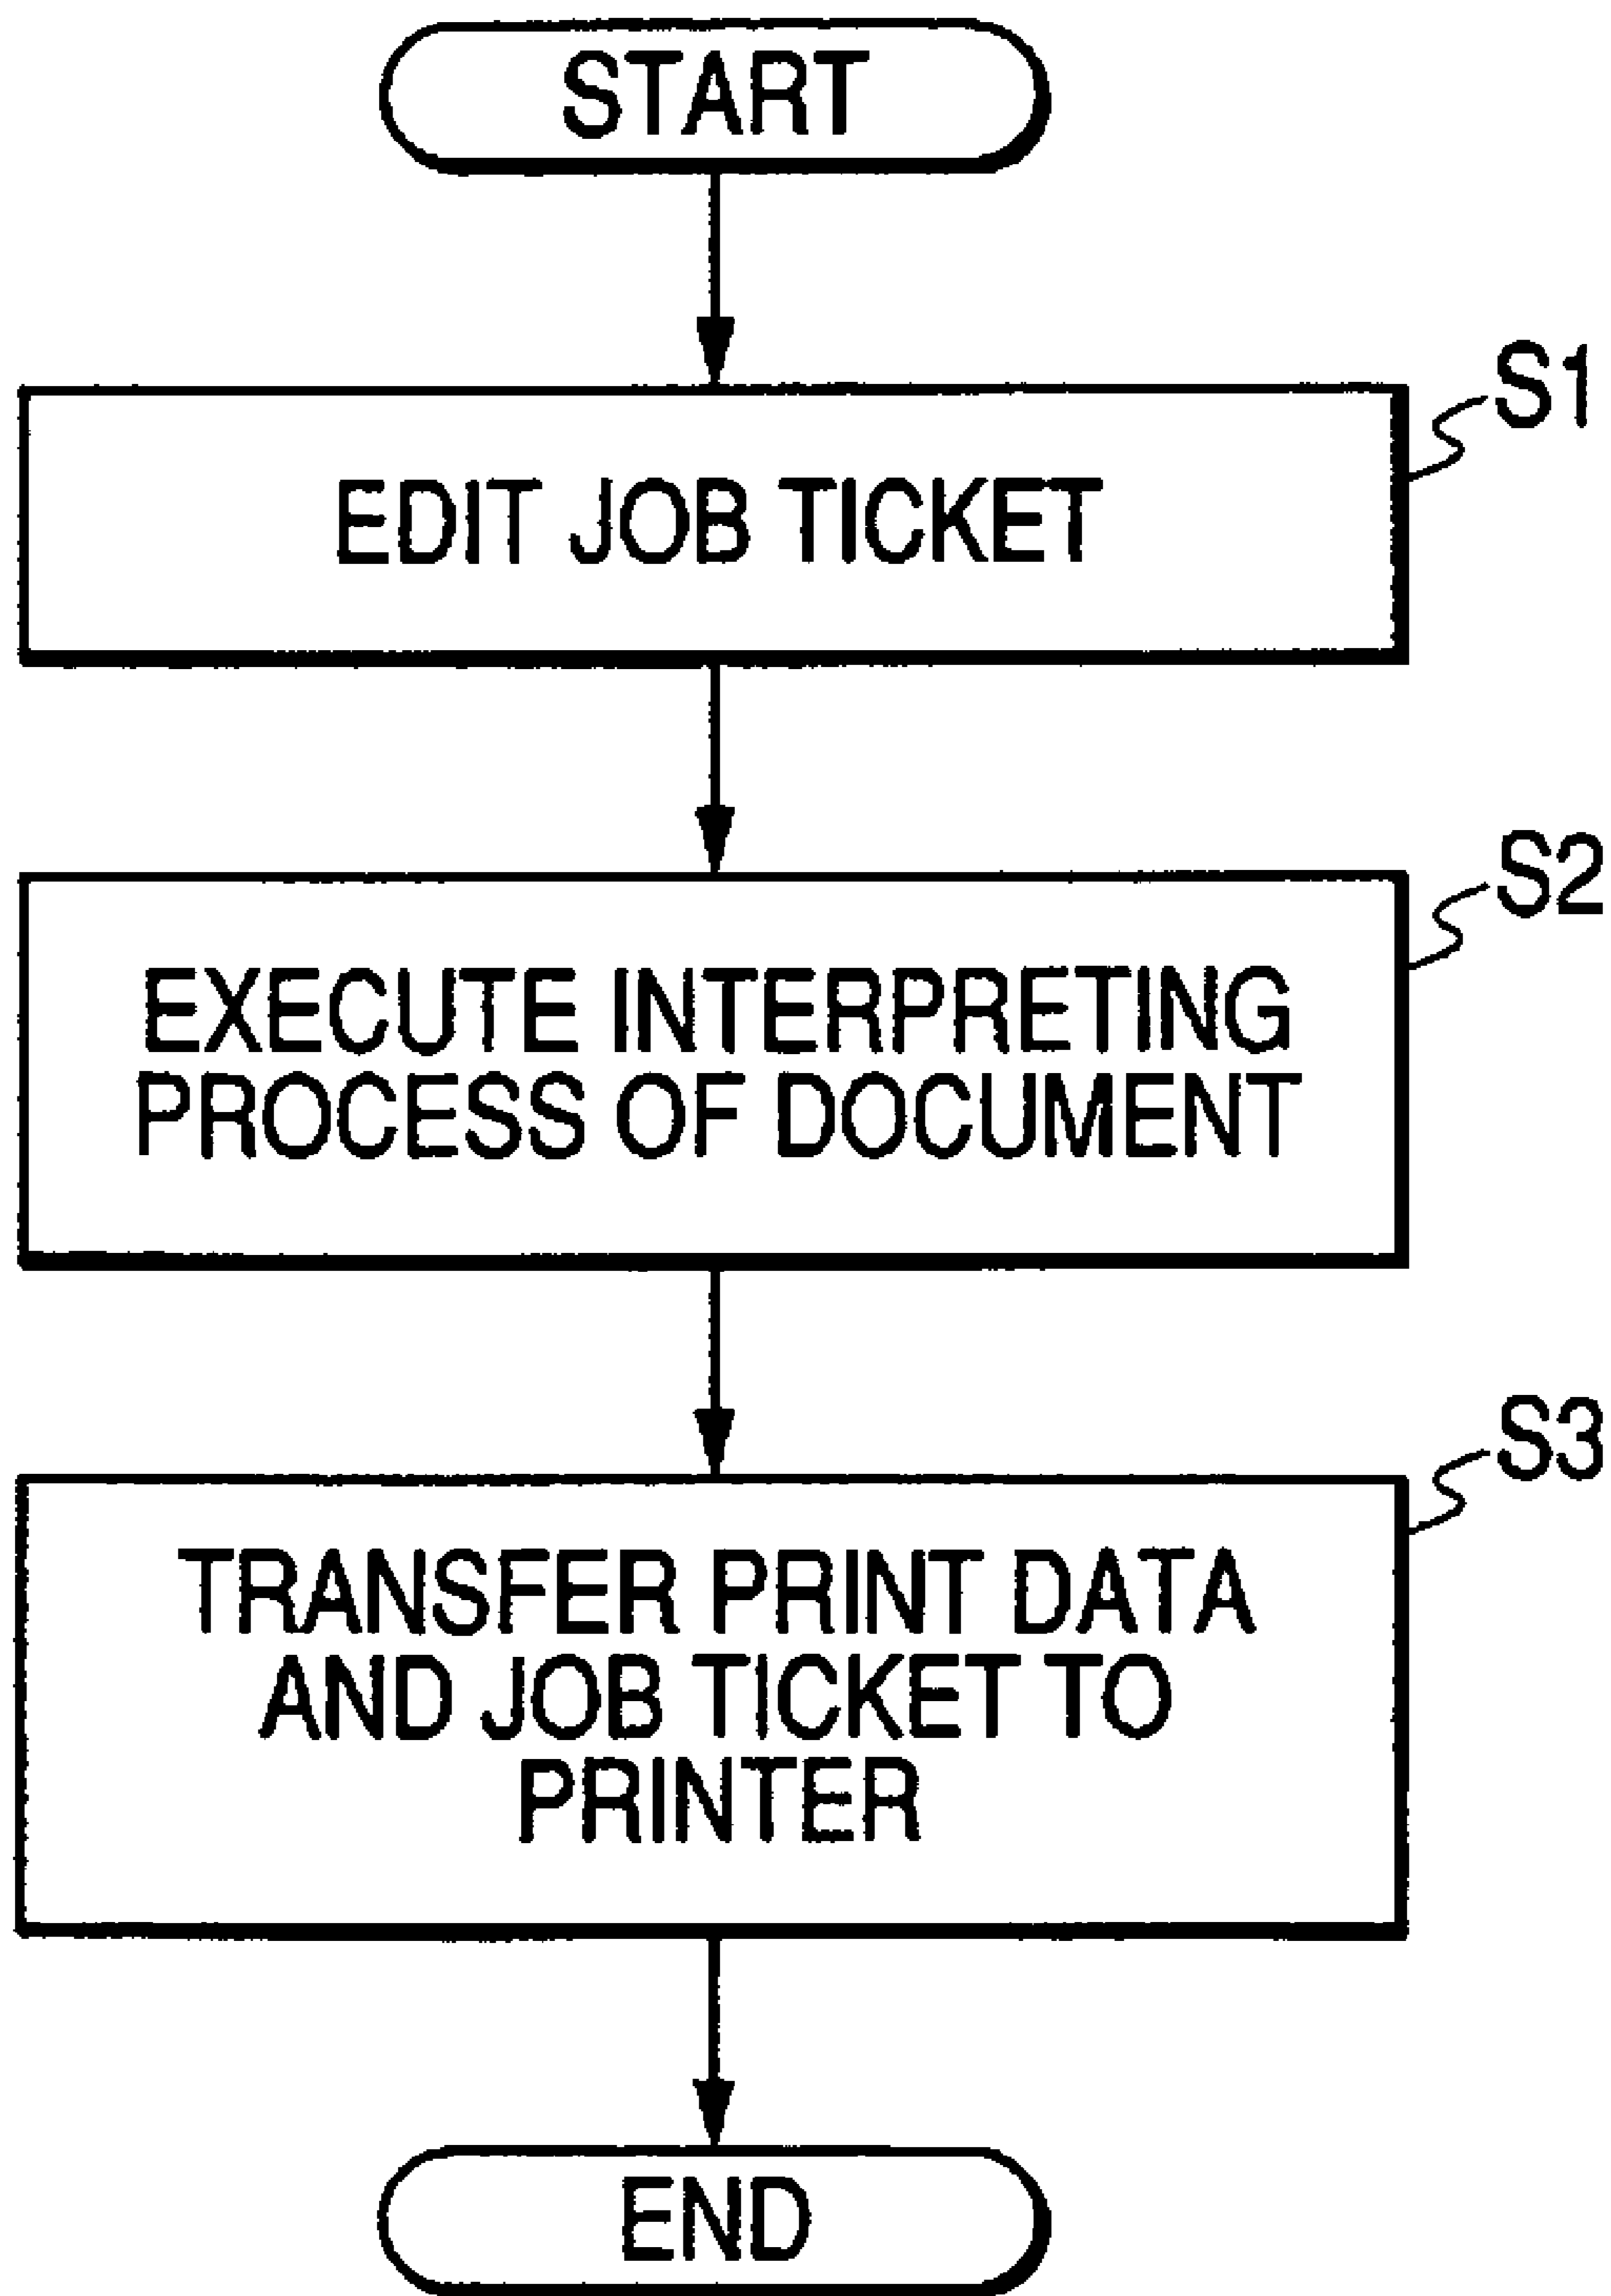 START
S1
EDIT JOB TICKET
S2
EXECUTE INTERPRETING
PROCESS OF DOCUMENT
S3
TRANSFER PRINT DATA
AND JOB TICKET TO
PRINTER
END